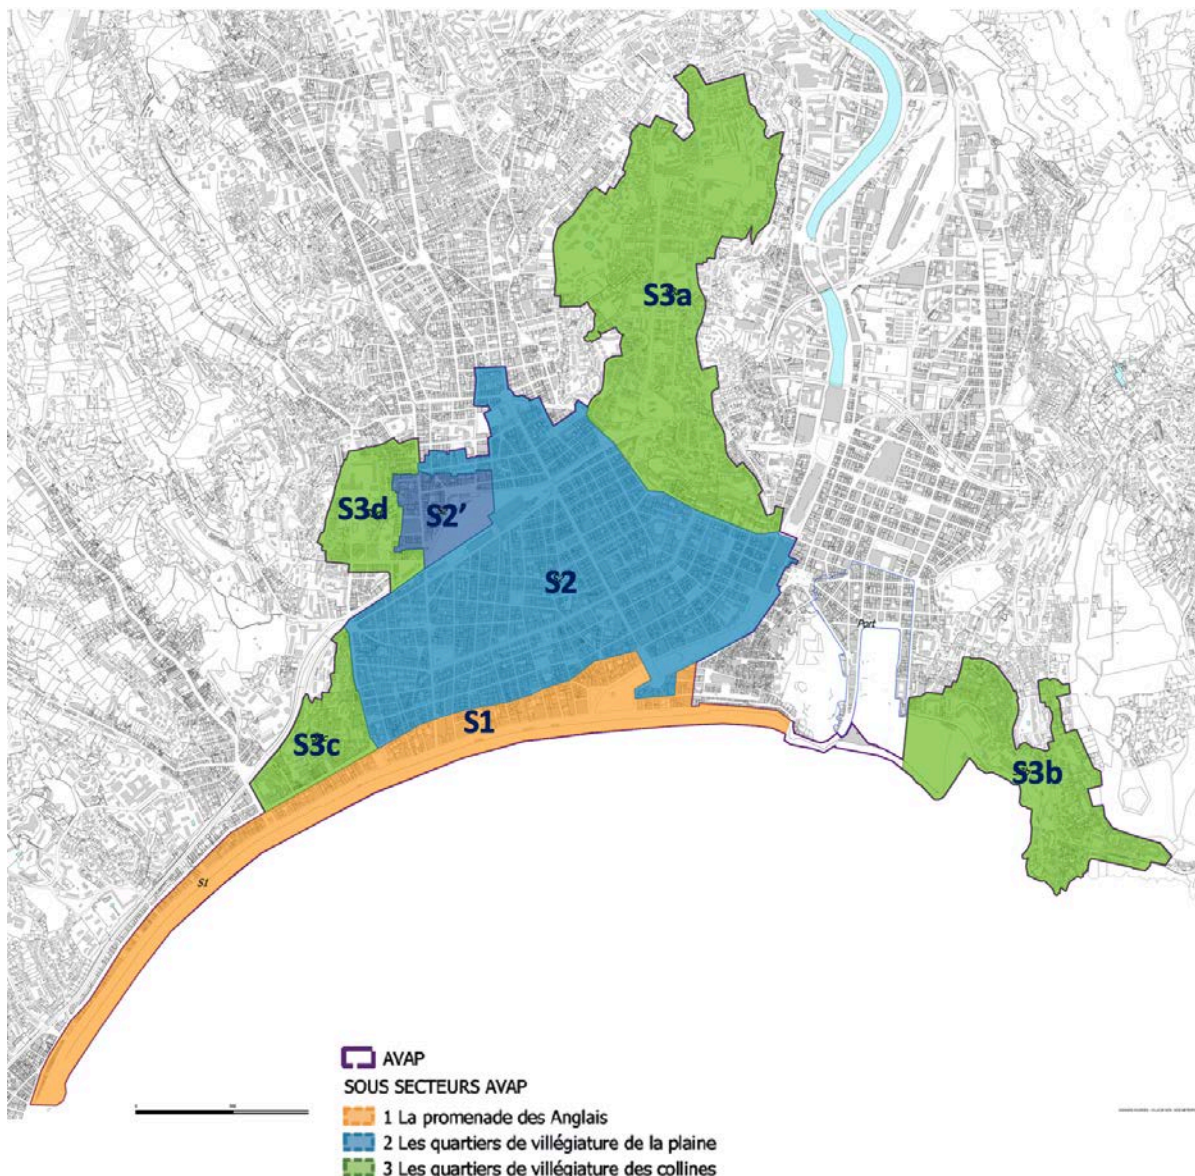 S3a
S3d
S2’
S2
Port
S1
S3c
S3b
S1
AVAP
SOUS SECTEURS AVAP
1 La promenade des Anglais
2 Les quartiers de villégiature de la plaine
3 Les quartiers de villégiature des collines